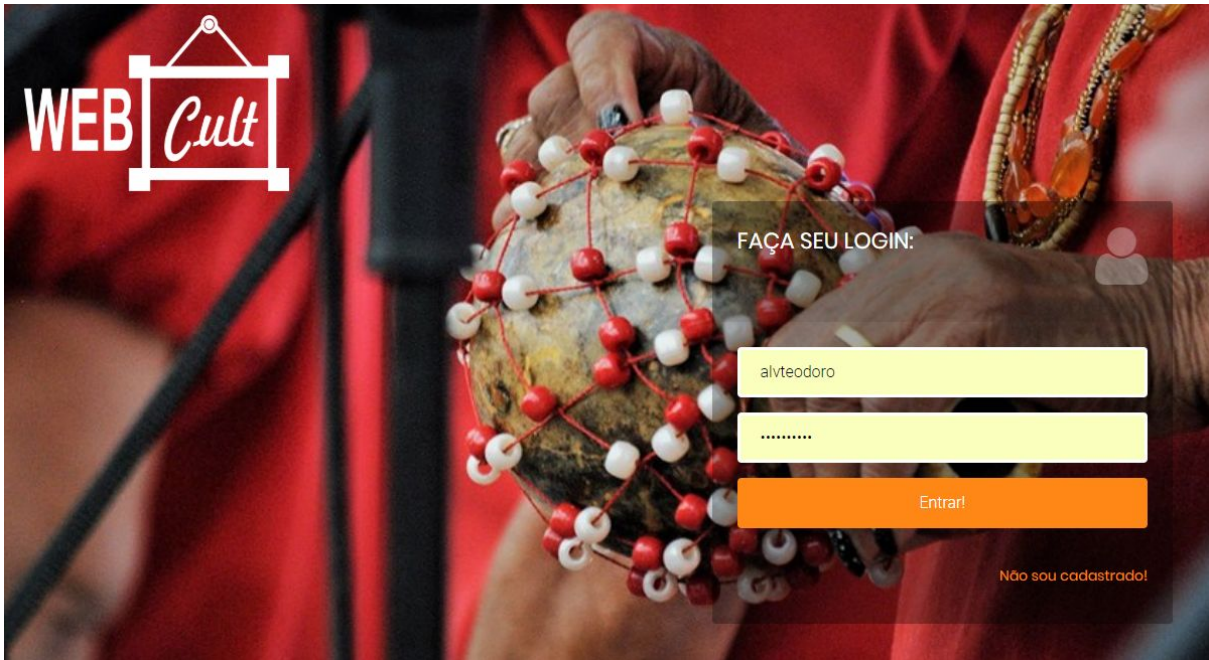 WEB Cult
FAÇA SEU LOGIN:
alvteodoro
••••••••••
Entrar!
Não sou cadastrado!